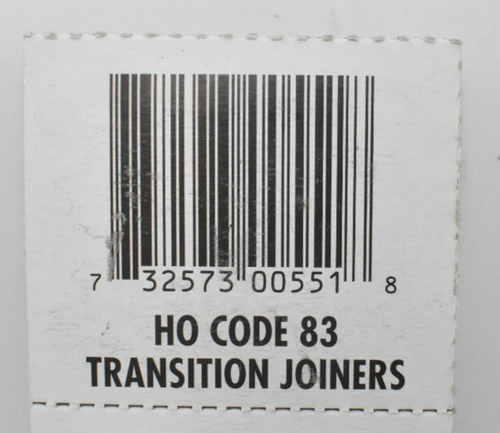 7 32573 00551 8
HO CODE 83
TRANSITION JOINERS